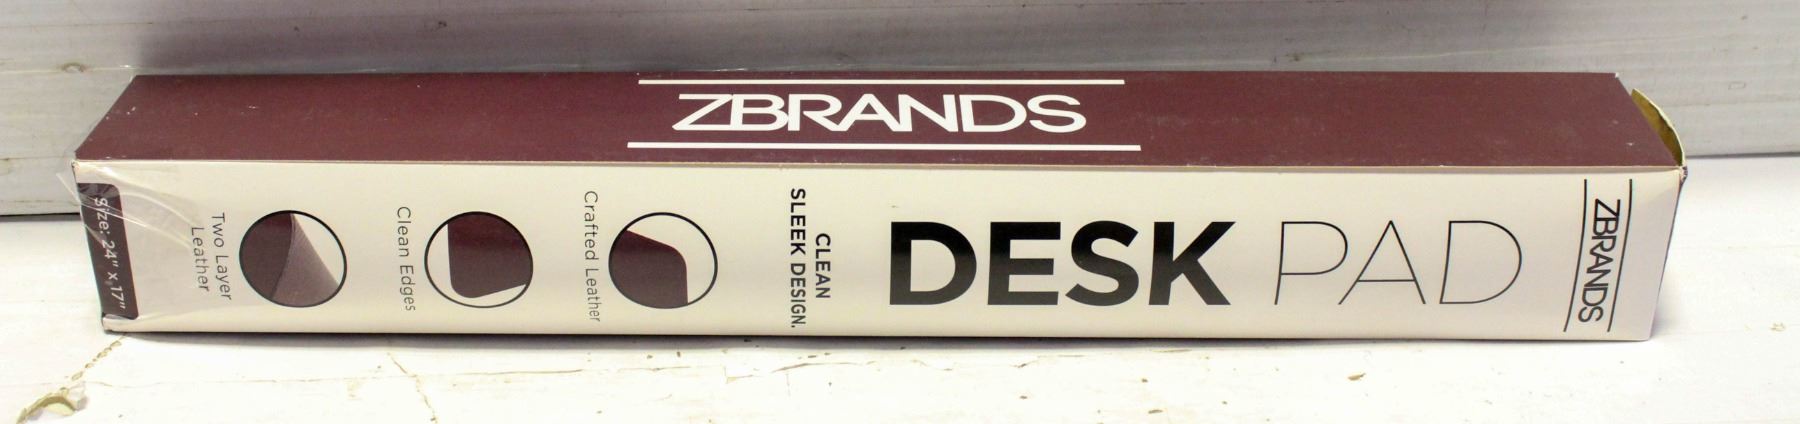 ZBRANDS
Size: 24" x 17"
Two Layer
Leather
Clean Edges
Crafted Leather
CLEAN
SLEEK DESIGN.
DESK PAD
ZBRANDS